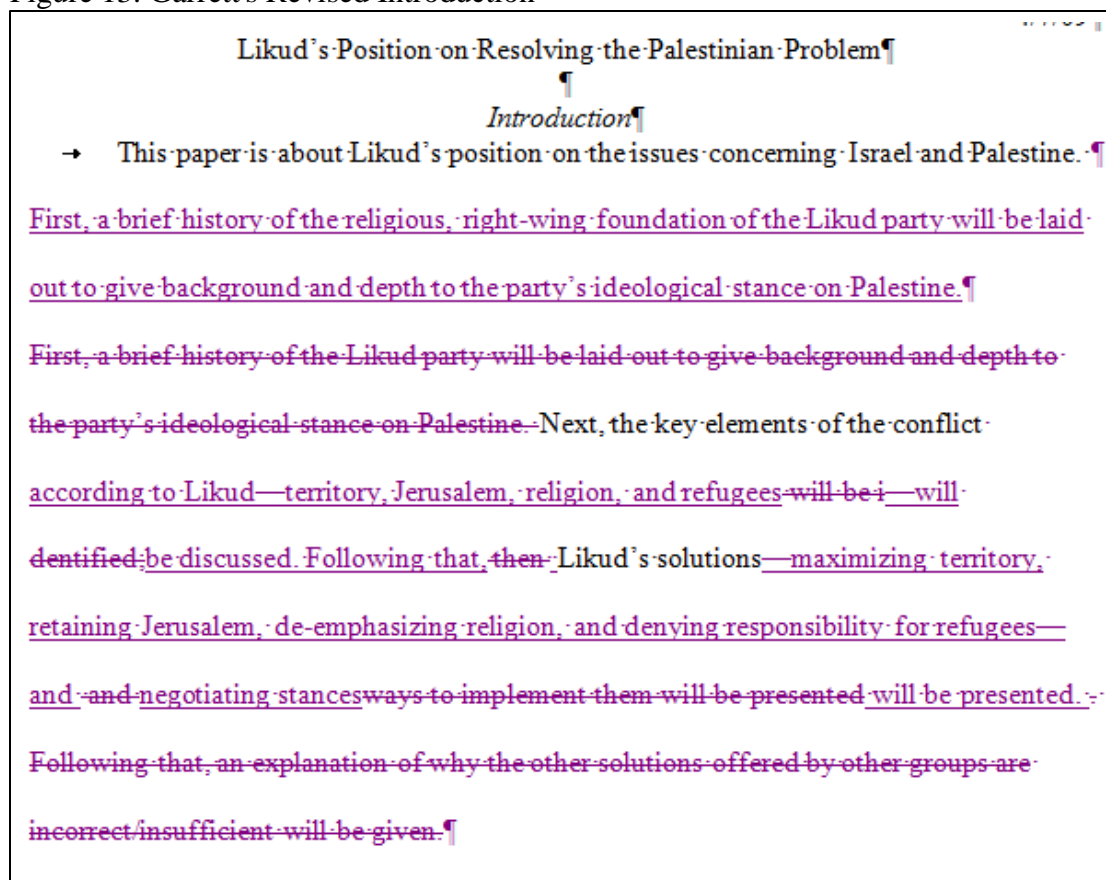 Figure 13. Garrett's Revised Introduction
Likud's·Position·on·Resolving·the·Palestinian·Problem¶
¶
Introduction¶
→ This·paper·is·about·Likud's·position·on·the·issues·concerning·Israel·and·Palestine.·¶
First,·a·brief·history·of·the·religious,·right-wing·foundation·of·the·Likud·party·will·be·laid·
out·to·give·background·and·depth·to·the·party's·ideological·stance·on·Palestine.¶
First,·a·brief·history·of·the·Likud·party·will·be·laid·out·to·give·background·and·depth·to·
the·party's·ideological·stance·on·Palestine.··Next,·the·key·elements·of·the·conflict·
according·to·Likud—territory,·Jerusalem,·religion,·and·refugees·will·be·i—will·
dentified;be·discussed.·Following·that,·then··Likud's·solutions—maximizing·territory,·
retaining·Jerusalem,·de-emphasizing·religion,·and·denying·responsibility·for·refugees—
and··and·negotiating·stancesways·to·implement·them·will·be·presented·will·be·presented.··.·
Following·that,·an·explanation·of·why·the·other·solutions·offered·by·other·groups·are·
incorrect/insufficient·will·be·given.¶